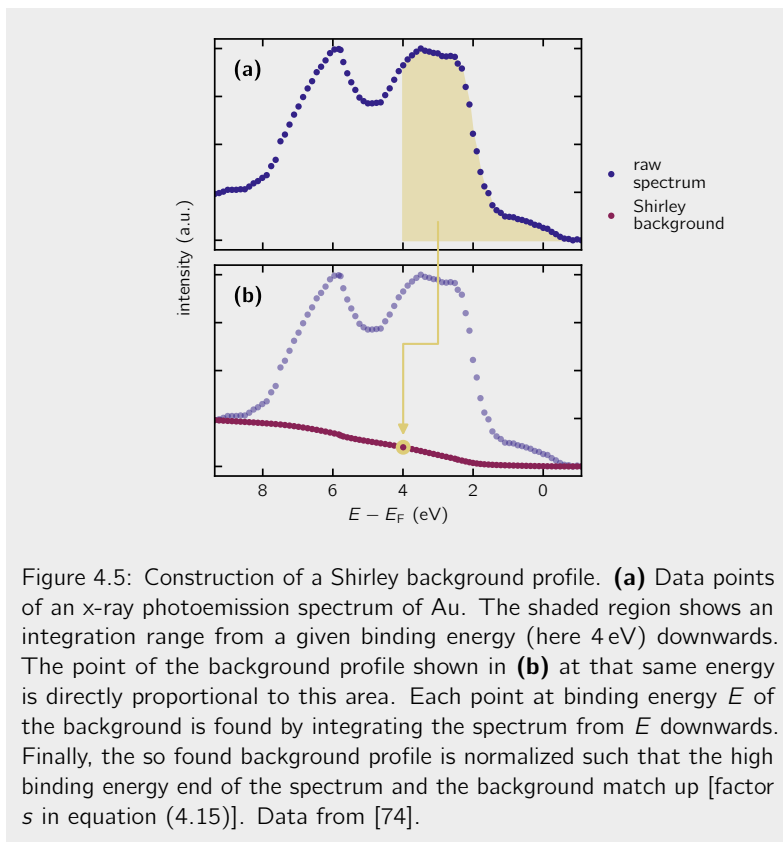 (a)
raw
spectrum
Shirley
background
intensity (a.u.)
(b)
8 6 4 2 0
E − E_F (eV)
Figure 4.5: Construction of a Shirley background profile. (a) Data points
of an x-ray photoemission spectrum of Au. The shaded region shows an
integration range from a given binding energy (here 4 eV) downwards.
The point of the background profile shown in (b) at that same energy
is directly proportional to this area. Each point at binding energy E of
the background is found by integrating the spectrum from E downwards.
Finally, the so found background profile is normalized such that the high
binding energy end of the spectrum and the background match up [factor
s in equation (4.15)]. Data from [74].